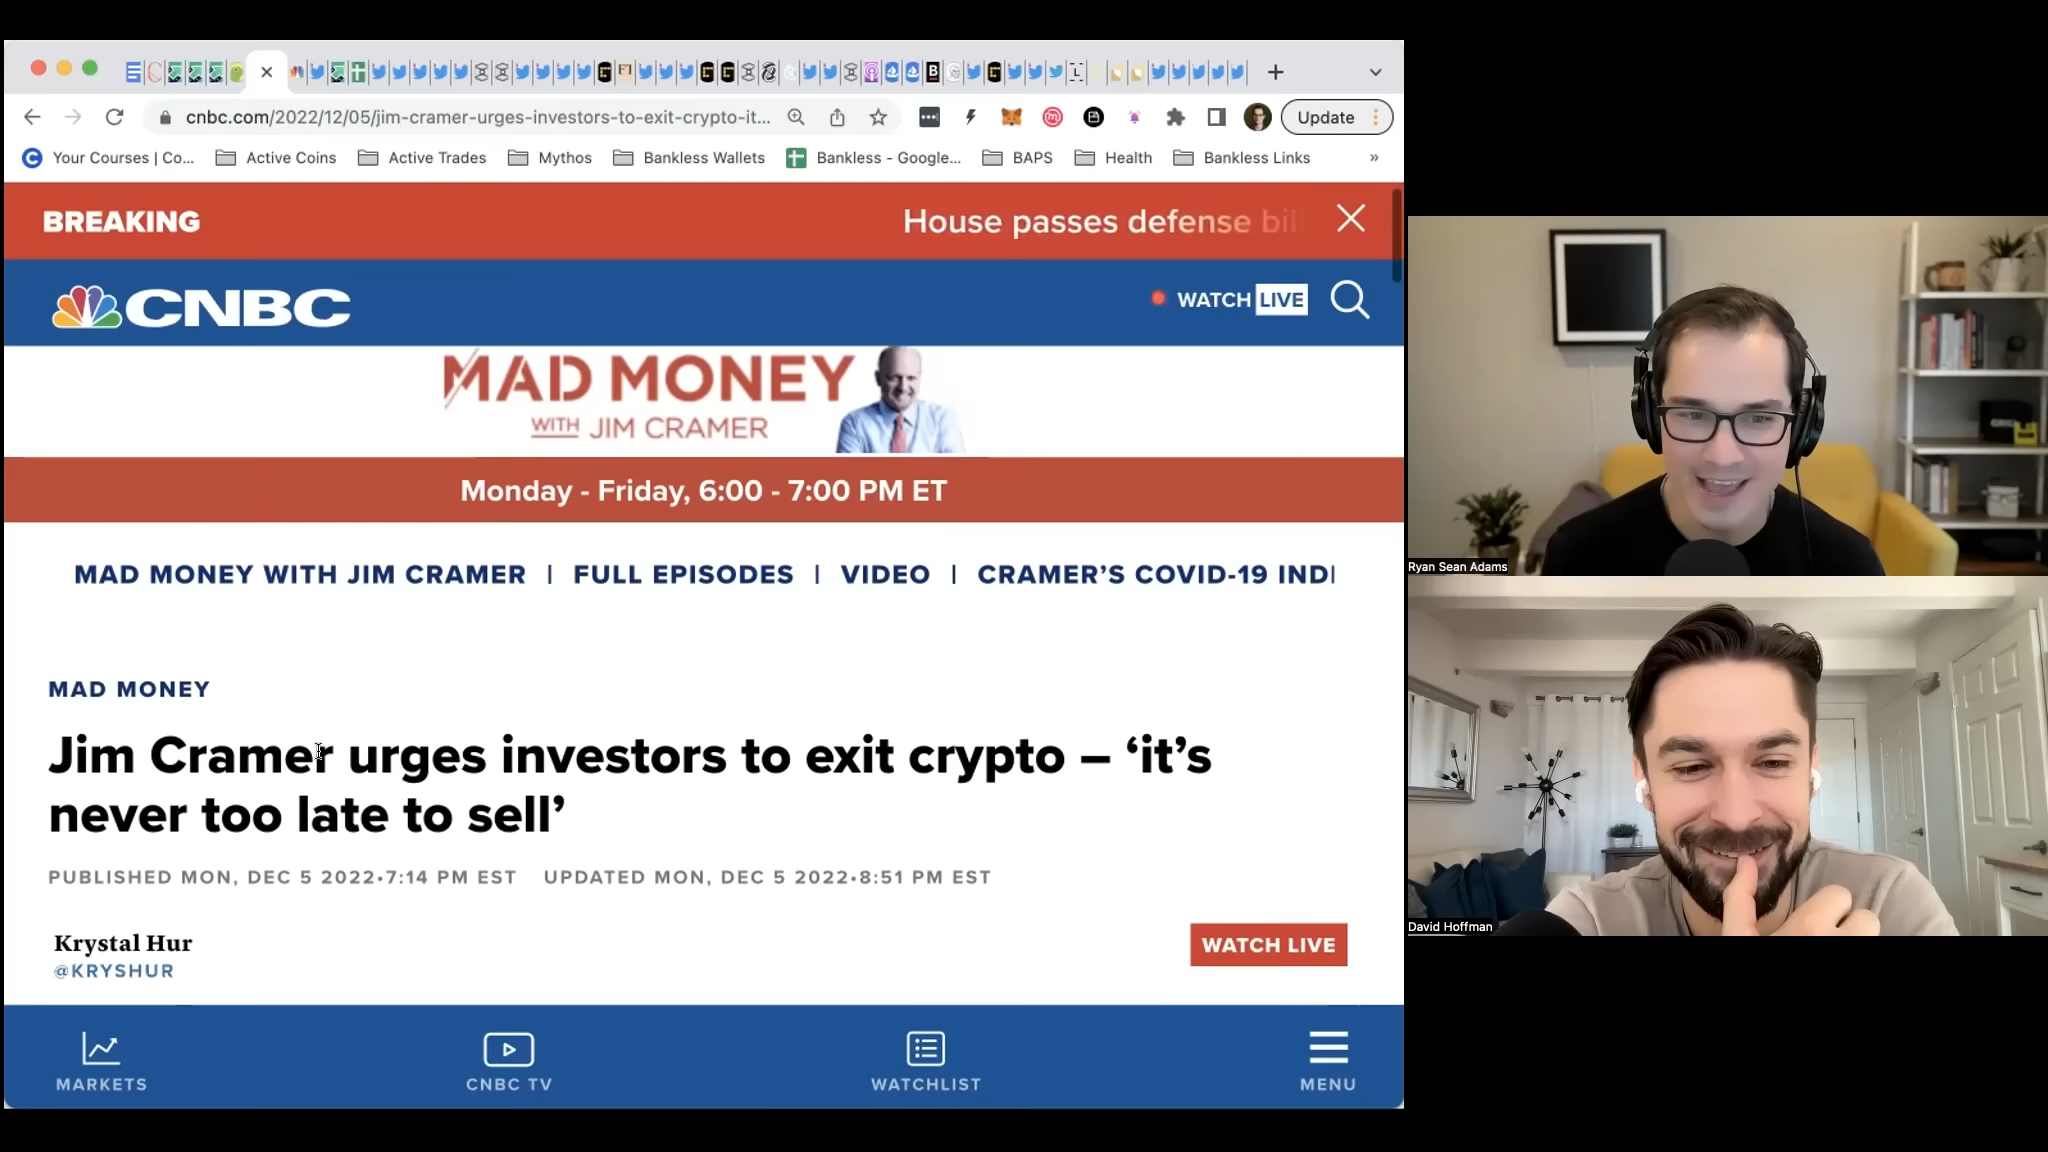 cnbc.com/2022/12/05/jim-cramer-urges-investors-to-exit-crypto-it...
Update
Your Courses | Co...
Active Coins
Active Trades
Mythos
Bankless Wallets
Bankless - Google...
BAPS
Health
Bankless Links
»
BREAKING
House passes defense bill
CNBC
WATCH LIVE
MAD MONEY
WITH JIM CRAMER
Monday - Friday, 6:00 - 7:00 PM ET
MAD MONEY WITH JIM CRAMER | FULL EPISODES | VIDEO | CRAMER’S COVID-19 INDI
MAD MONEY
Jim Cramer urges investors to exit crypto – ‘it’s
never too late to sell’
PUBLISHED MON, DEC 5 2022•7:14 PM EST UPDATED MON, DEC 5 2022•8:51 PM EST
Krystal Hur
@KRYSHUR
WATCH LIVE
MARKETS
CNBC TV
WATCHLIST
MENU
Ryan Sean Adams
David Hoffman